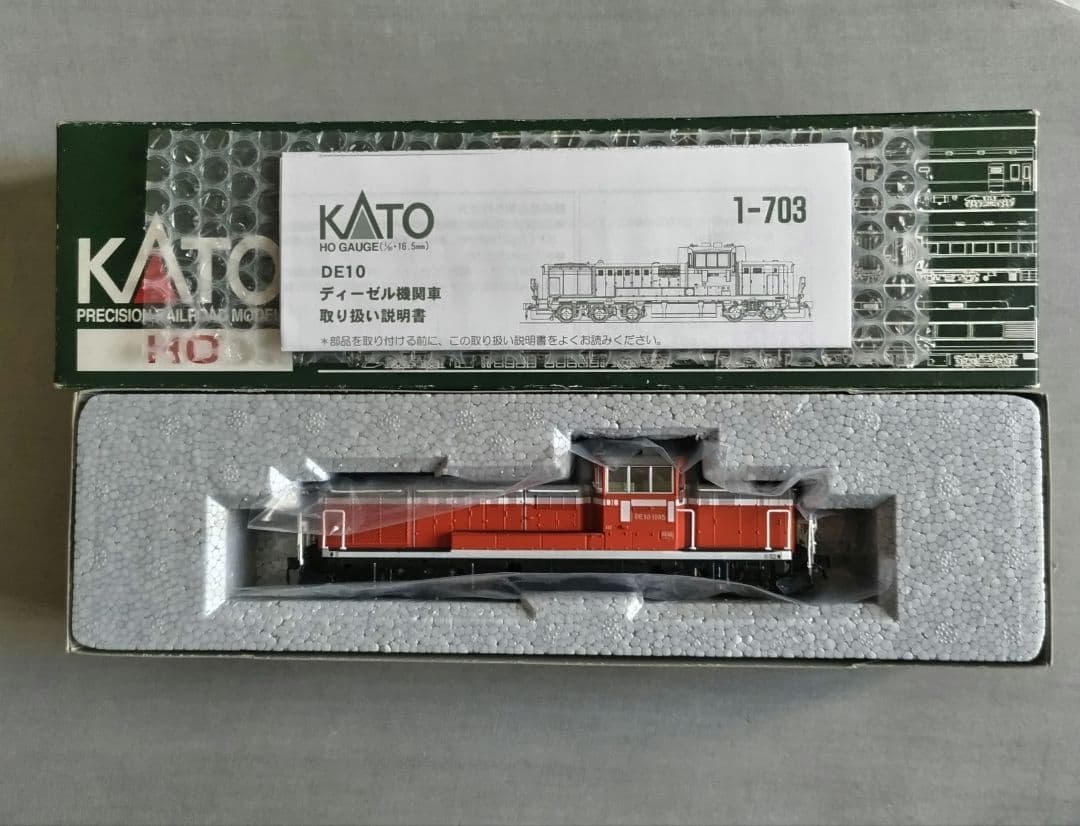 KATO
PRECISION RAILROAD MODEL
HO
KATO
HO GAUGE(1/80・16.5mm)
1-703
DE10
ディーゼル機関車
取り扱い説明書
*部品を取り付ける前に、この取り扱い説明書をよくお読みください。